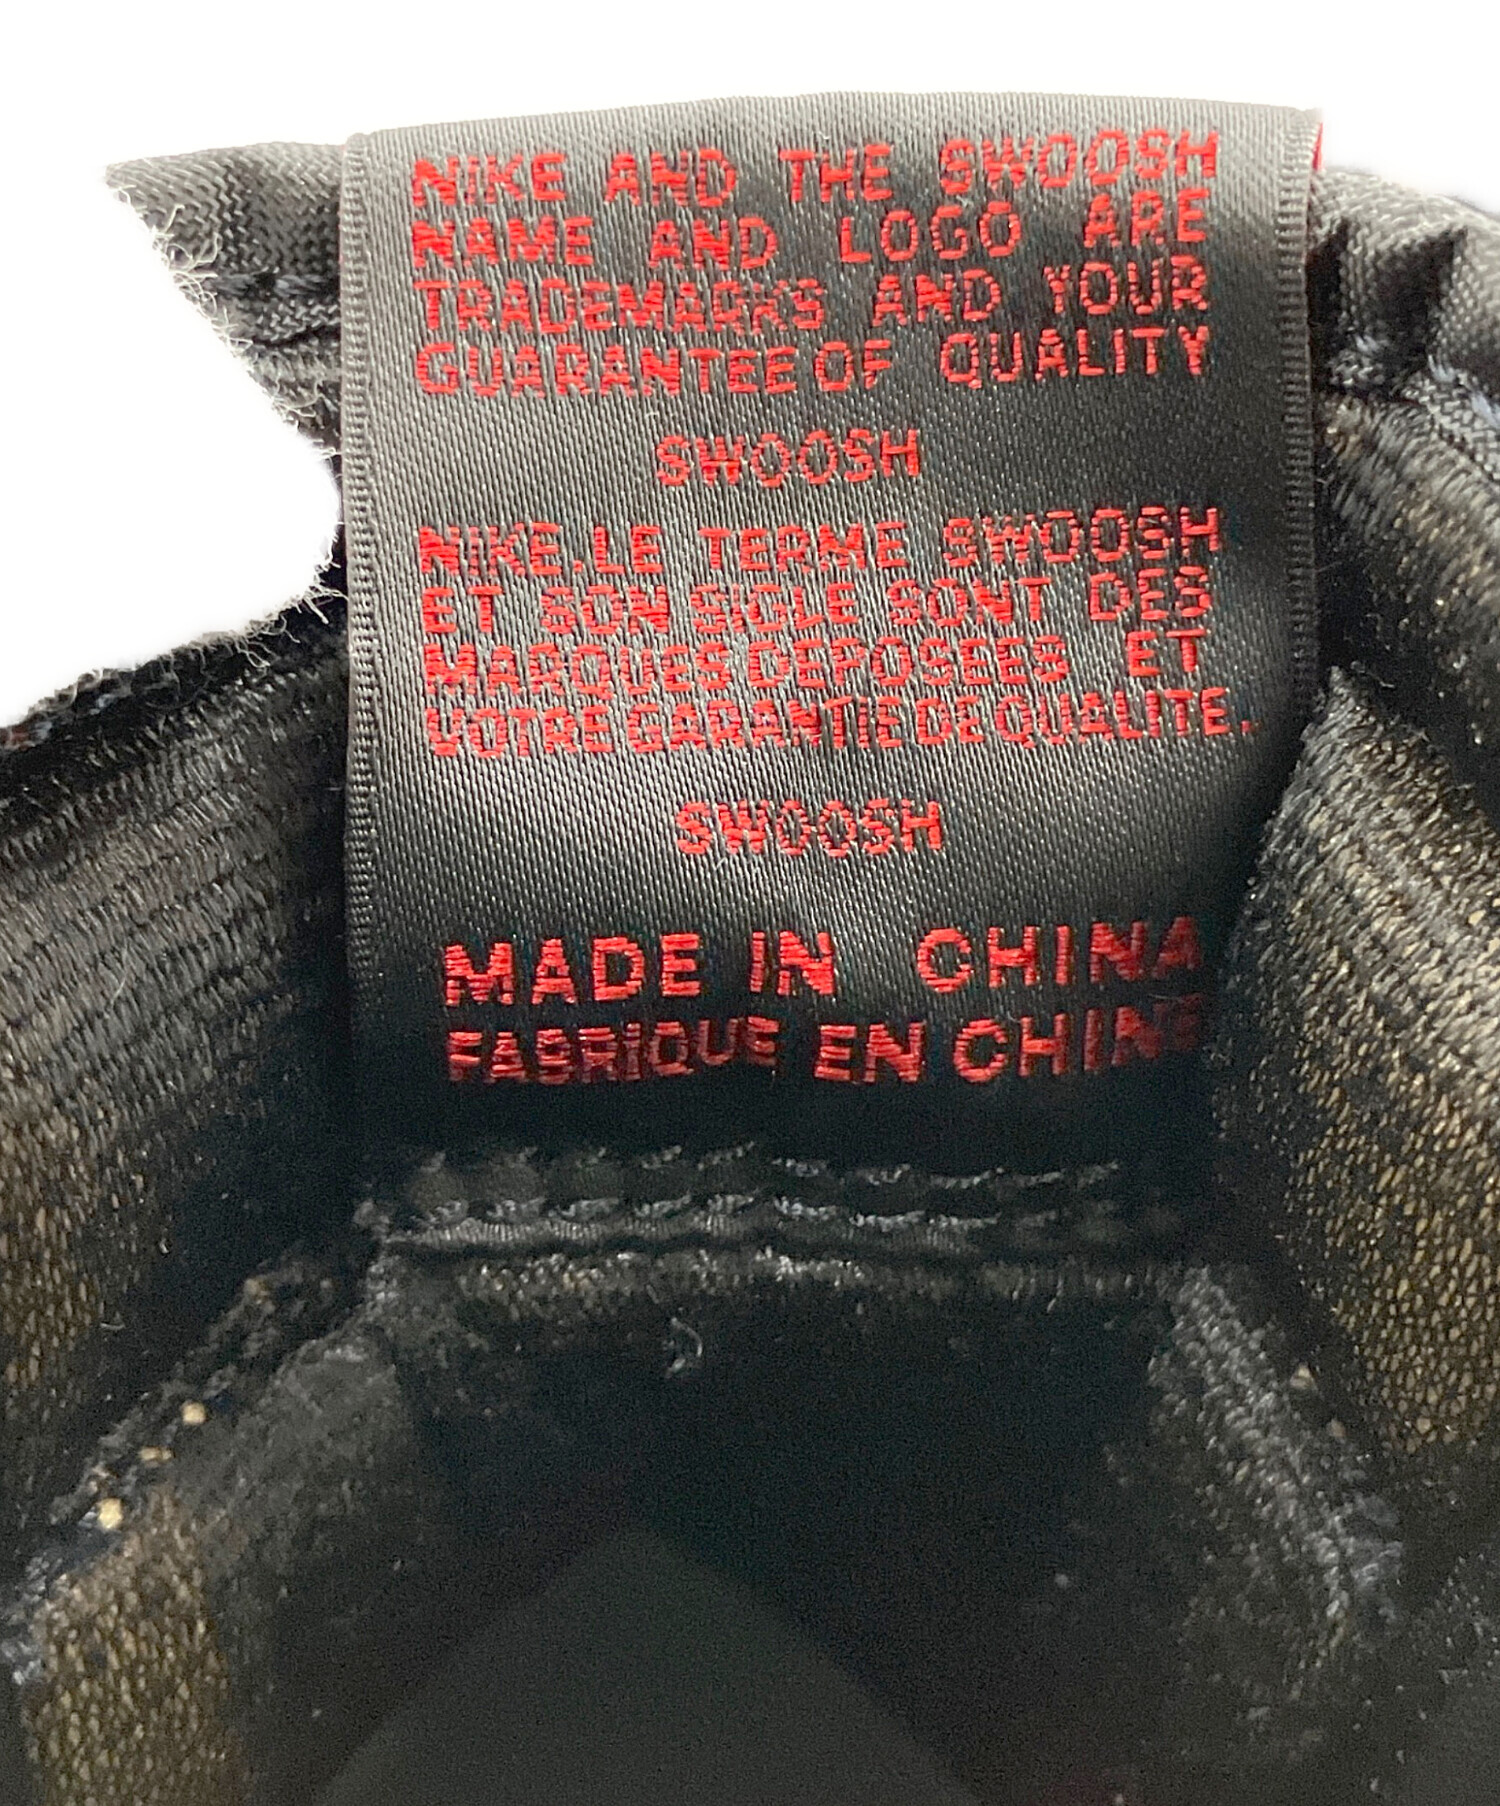 NIKE AND THE SWOOSH
NAME AND LOGO ARE
TRADEMARKS AND YOUR
GUARANTEE OF QUALITY
SWOOSH
NIKE.LE TERME SWOOSH
ET SON SIGLE SONT DES
MARQUES DEPOSEES ET
VOTRE GARANTIE DE QUALITE.
SWOOSH
MADE IN CHINA
FABRIQUE EN CHINE